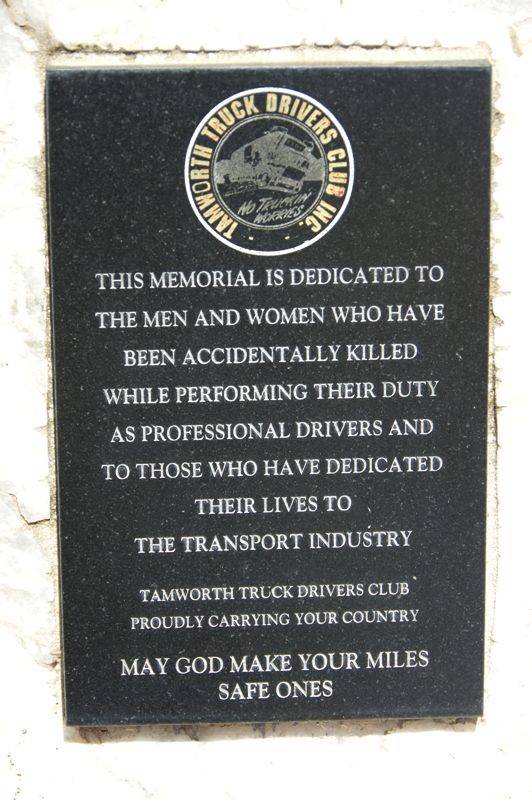 TAMWORTH TRUCK DRIVERS CLUB INC.
NO TRUCKIN'
WORRIES
THIS MEMORIAL IS DEDICATED TO
THE MEN AND WOMEN WHO HAVE
BEEN ACCIDENTALLY KILLED
WHILE PERFORMING THEIR DUTY
AS PROFESSIONAL DRIVERS AND
TO THOSE WHO HAVE DEDICATED
THEIR LIVES TO
THE TRANSPORT INDUSTRY
TAMWORTH TRUCK DRIVERS CLUB
PROUDLY CARRYING YOUR COUNTRY
MAY GOD MAKE YOUR MILES
SAFE ONES